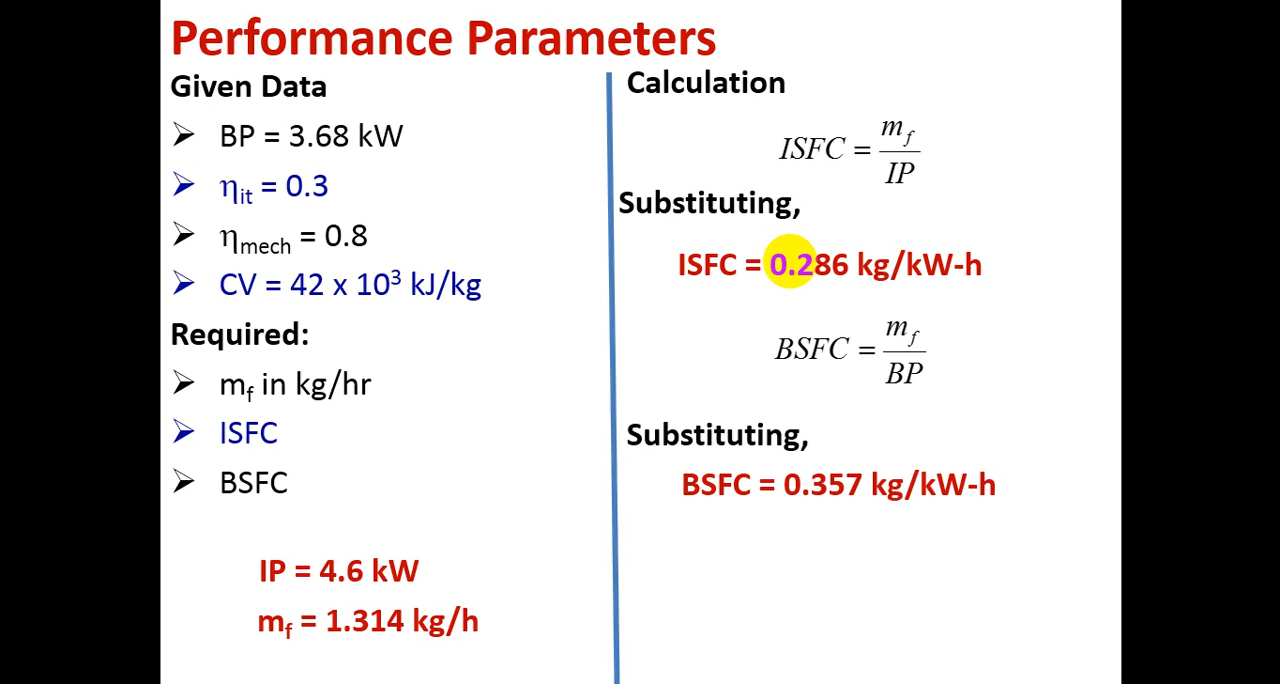 Performance Parameters
Given Data
➢ BP = 3.68 kW
➢ ηit = 0.3
➢ ηmech = 0.8
➢ CV = 42 x 10³ kJ/kg
Required:
➢ mf in kg/hr
➢ ISFC
➢ BSFC
IP = 4.6 kW
mf = 1.314 kg/h
Calculation
ISFC = mf / IP
Substituting,
ISFC = 0.286 kg/kW-h
BSFC = mf / BP
Substituting,
BSFC = 0.357 kg/kW-h